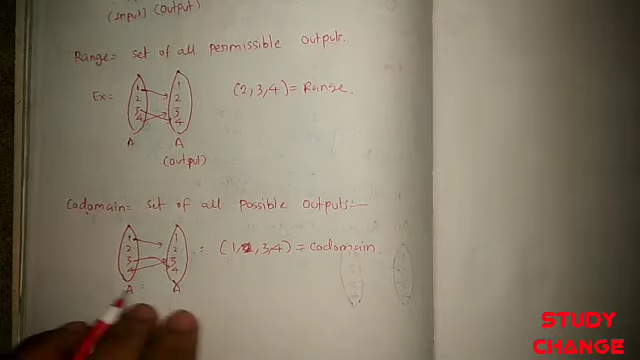 (Input) (Output)
Range= set of all permissible outputs.
Ex=
1
2
3
4
A
1
2
3
4
A
(2,3,4)= Range.
(output)
Codomain= set of all possible outputs:-
1
2
3
4
A
1
2
3
4
A
: (1,2,3,4)= codomain.
STUDY
CHANGE